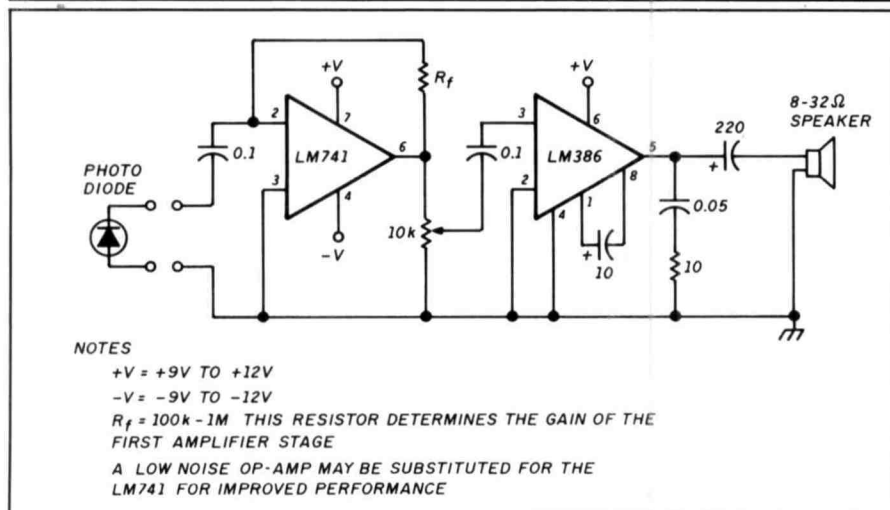 +V
+V
8-32Ω
SPEAKER
R_f
2
7
3
6
220
PHOTO
DIODE
0.1
LM741
6
0.1
LM386
5
+
3
4
2
8
0.05
1
4
10k
-V
+
10
10
NOTES
+V = +9V TO +12V
-V = -9V TO -12V
R_f = 100k - 1M THIS RESISTOR DETERMINES THE GAIN OF THE
FIRST AMPLIFIER STAGE
A LOW NOISE OP-AMP MAY BE SUBSTITUTED FOR THE
LM741 FOR IMPROVED PERFORMANCE